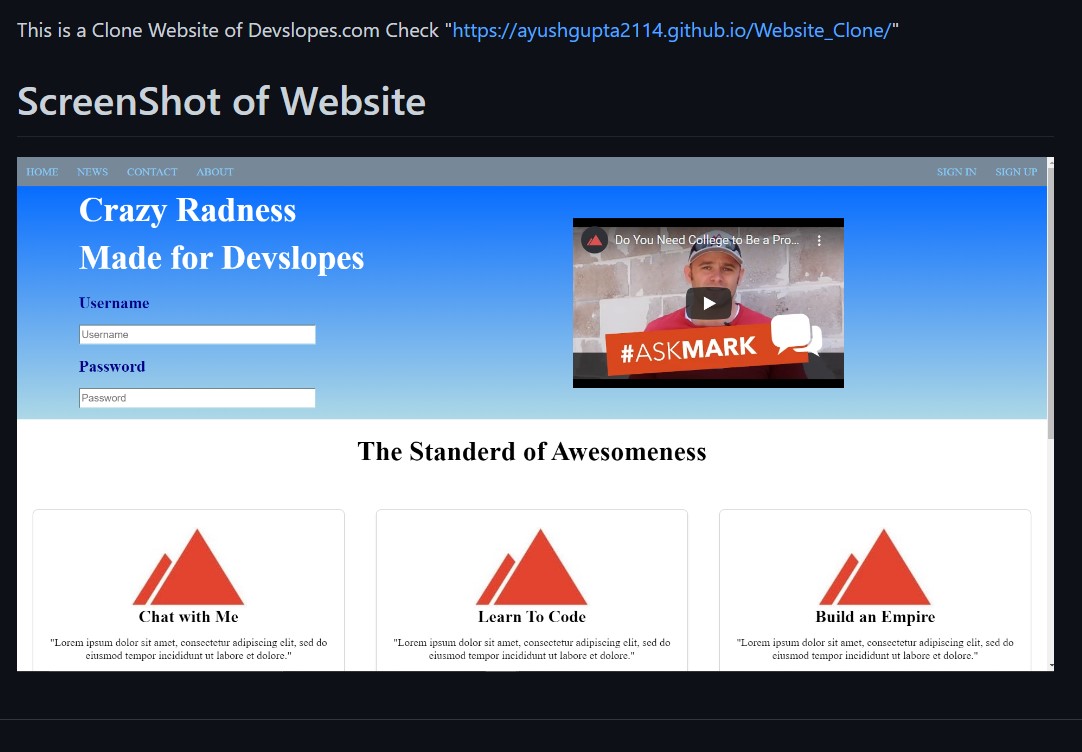 This is a Clone Website of Devslopes.com Check "https://ayushgupta2114.github.io/Website_Clone/"
ScreenShot of Website
HOME NEWS CONTACT ABOUT SIGN IN SIGN UP
Crazy Radness
Made for Devslopes
Username
Username
Password
Password
Do You Need College to Be a Pro...
#ASKMARK
The Standerd of Awesomeness
Chat with Me
"Lorem ipsum dolor sit amet, consectetur adipiscing elit, sed do
eiusmod tempor incididunt ut labore et dolore."
Learn To Code
"Lorem ipsum dolor sit amet, consectetur adipiscing elit, sed do
eiusmod tempor incididunt ut labore et dolore."
Build an Empire
"Lorem ipsum dolor sit amet, consectetur adipiscing elit, sed do
eiusmod tempor incididunt ut labore et dolore."